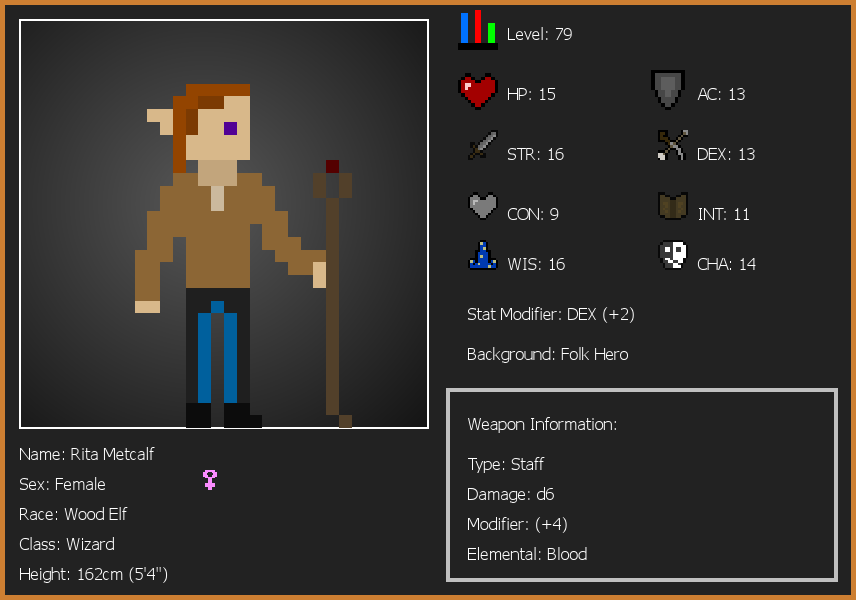 Level: 79
HP: 15
AC: 13
STR: 16
DEX: 13
CON: 9
INT: 11
WIS: 16
CHA: 14
Stat Modifier: DEX (+2)
Background: Folk Hero
Weapon Information:
Type: Staff
Damage: d6
Modifier: (+4)
Elemental: Blood
Name: Rita Metcalf
Sex: Female
Race: Wood Elf
Class: Wizard
Height: 162cm (5'4")